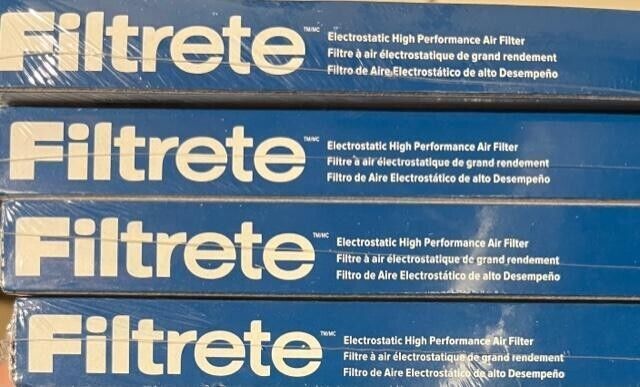 Filtrete TM/MC
Electrostatic High Performance Air Filter
Filtre à air électrostatique de grand rendement
Filtro de Aire Electrostático de alto Desempeño
Filtrete TM/MC
Electrostatic High Performance Air Filter
Filtre à air électrostatique de grand rendement
Filtro de Aire Electrostático de alto Desempeño
Filtrete TM/MC
Electrostatic High Performance Air Filter
Filtre à air électrostatique de grand rendement
Filtro de Aire Electrostático de alto Desempeño
Filtrete TM/MC
Electrostatic High Performance Air Filter
Filtre à air électrostatique de grand rendement
Filtro de Aire Electrostático de alto Desempeño